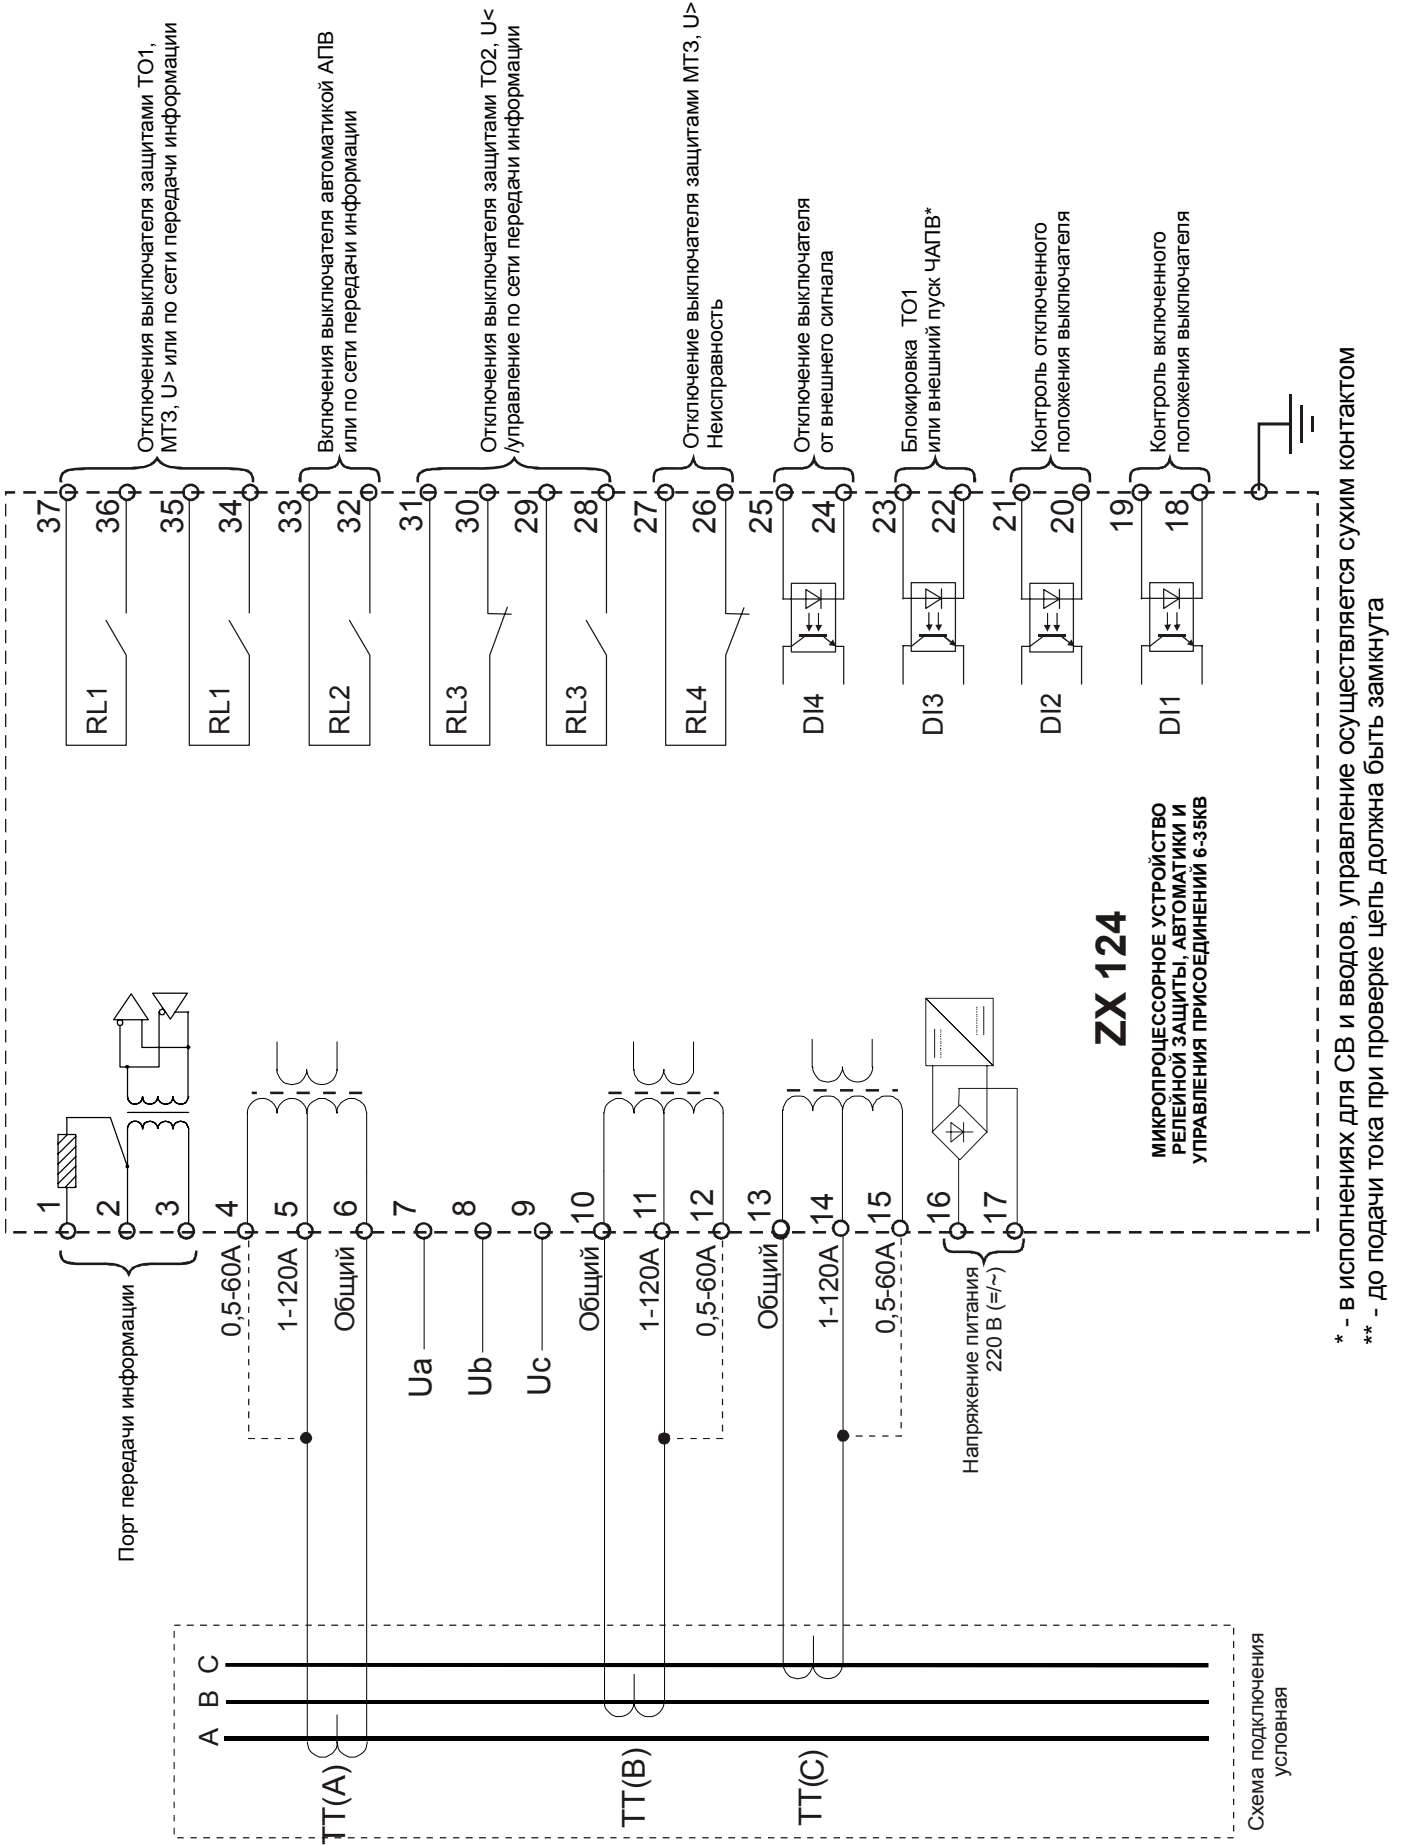 Отключения выключателя защитами ТО1,
МТЗ, U> или по сети передачи информации
Включения выключателя автоматикой АПВ
или по сети передачи информации
Отключения выключателя защитами ТО2, U<
/управление по сети передачи информации
Отключение выключателя защитами МТЗ, U>
Неисправность
Отключение выключателя
от внешнего сигнала
Блокировка ТО1
или внешний пуск ЧАПВ*
Контроль отключенного
положения выключателя
Контроль включенного
положения выключателя
37
36
35
34
33
32
31
30
29
28
27
26
25
24
23
22
21
20
19
18
RL1
RL1
RL2
RL3
RL3
RL4
DI4
DI3
DI2
DI1
ZX 124
МИКРОПРОЦЕССОРНОЕ УСТРОЙСТВО
РЕЛЕЙНОЙ ЗАЩИТЫ, АВТОМАТИКИ И
УПРАВЛЕНИЯ ПРИСОЕДИНЕНИЙ 6-35КВ
1
2
3
4
5
6
7
8
9
10
11
12
13
14
15
16
17
Порт передачи информации
0,5-60А
1-120А
Общий
Ua
Ub
Uc
Общий
1-120А
0,5-60А
Общий
1-120А
0,5-60А
Напряжение питания
220 В (=/~)
A
B
C
ТТ(А)
ТТ(В)
ТТ(С)
Схема подключения
условная
* - в исполнениях для СВ и вводов, управление осуществляется сухим контактом
** - до подачи тока при проверке цепь должна быть замкнута